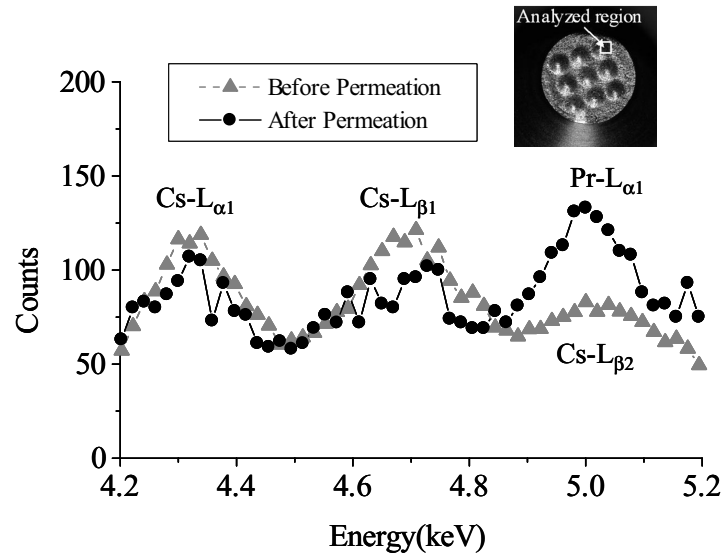 Analyzed region
Before Permeation
After Permeation
Cs-Lα1
Cs-Lβ1
Pr-Lα1
Cs-Lβ2
200
150
100
50
0
Counts
4.2 4.4 4.6 4.8 5.0 5.2
Energy(keV)